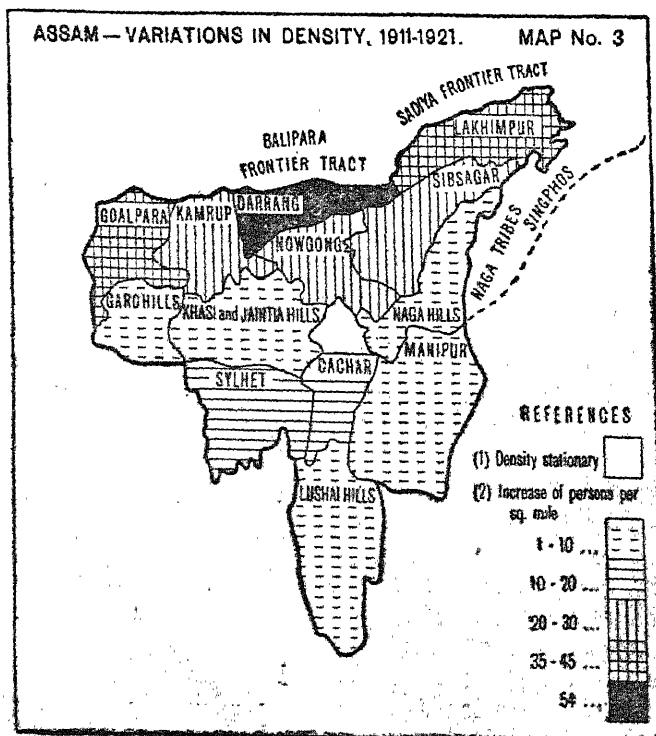 ASSAM — VARIATIONS IN DENSITY, 1911-1921. MAP No. 3
SADIYA FRONTIER TRACT
BALIPARA
FRONTIER TRACT
LAKHIMPUR
SIBSAGAR
DARRANG
GOALPARA
KAMRUP
NOWGONG
NAGA TRIBES
SINGPHOS
GARO HILLS
KHASI and JAINTIA HILLS
NAGA HILLS
MANIPUR
CACHAR
SYLHET
LUSHAI HILLS
REFERENCES
(1) Density stationary
(2) Increase of persons per
sq. mile
1 - 10 ....
10 - 20 ....
20 - 30 ....
35 - 45 ....
54 ....